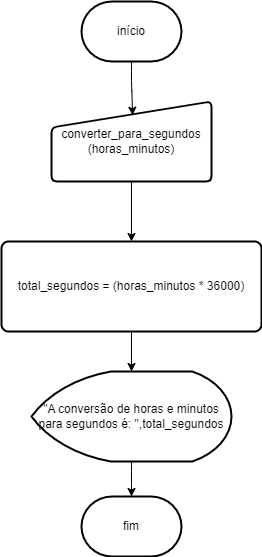 início
converter_para_segundos
(horas_minutos)
total_segundos = (horas_minutos * 36000)
"A conversão de horas e minutos
para segundos é: ",total_segundos
fim